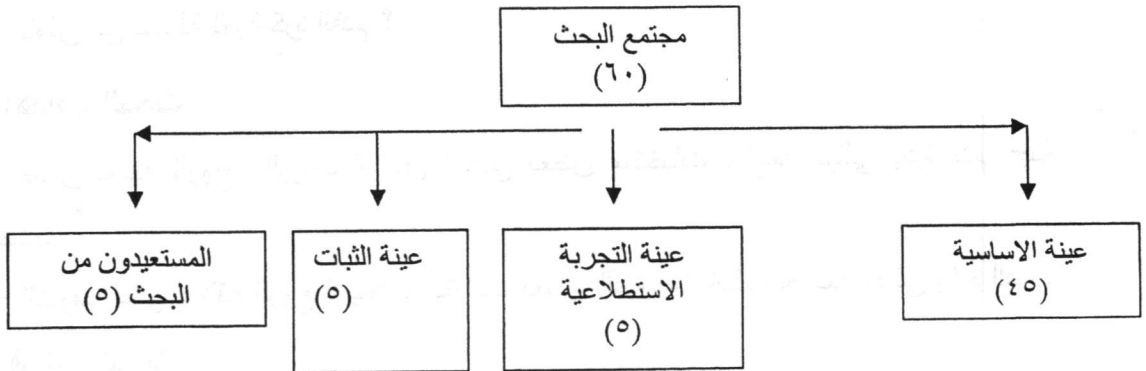 مجتمع البحث
(٦٠)
عينة الاساسية
(٤٥)
عينة التجربة
الاستطلاعية
(٥)
عينة الثبات
(٥)
المستعيدون من
البحث (٥)